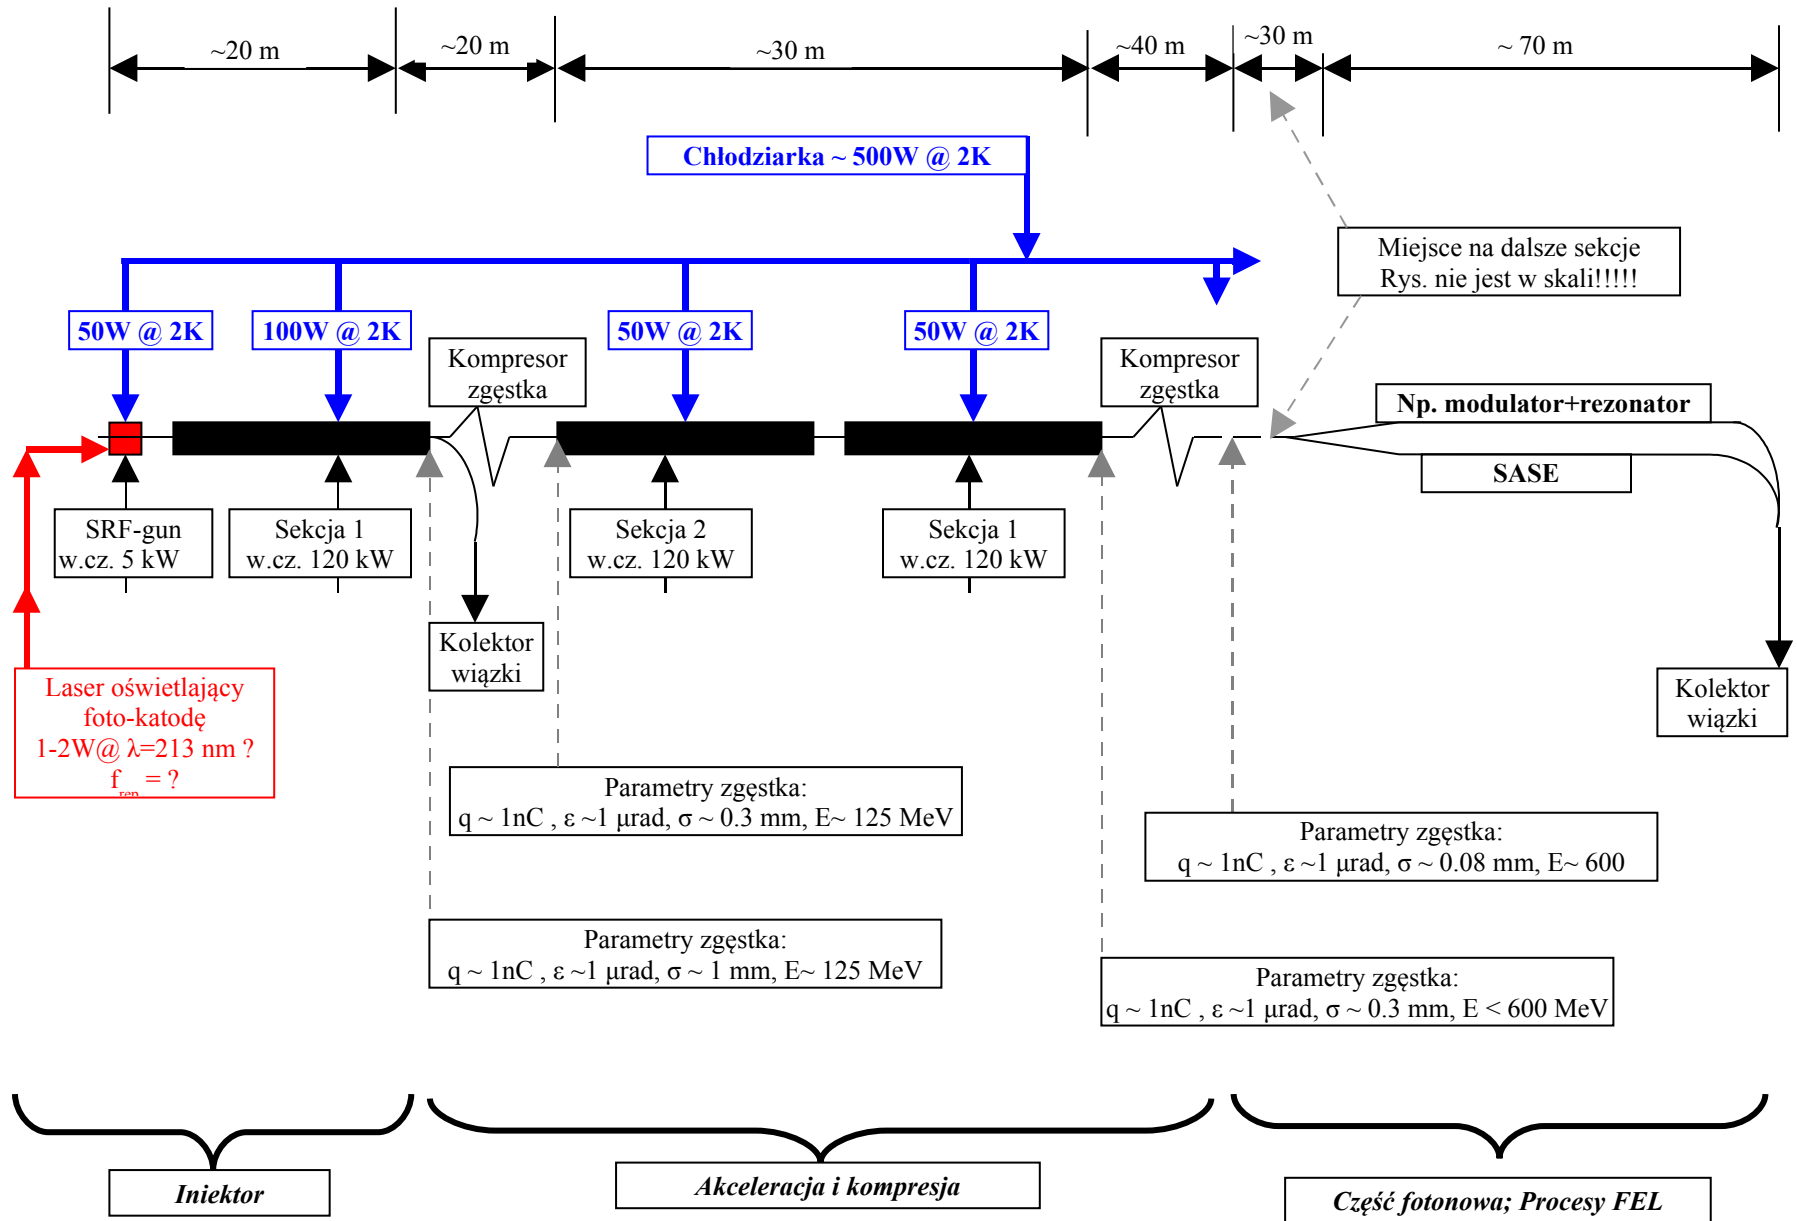 ~20 m
~20 m
~30 m
~40 m
~30 m
~ 70 m
Chłodziarka ~ 500W @ 2K
Miejsce na dalsze sekcje
Rys. nie jest w skali!!!!!
50W @ 2K
100W @ 2K
50W @ 2K
50W @ 2K
Kompresor
zgęstka
Kompresor
zgęstka
Np. modulator+rezonator
SASE
SRF-gun
w.cz. 5 kW
Sekcja 1
w.cz. 120 kW
Sekcja 2
w.cz. 120 kW
Sekcja 1
w.cz. 120 kW
Kolektor
wiązki
Kolektor
wiązki
Laser oświetlający
foto-katodę
1-2W@ λ=213 nm ?
f_rep = ?
Parametry zgęstka:
q ~ 1nC , ε ~1 μrad, σ ~ 0.3 mm, E~ 125 MeV
Parametry zgęstka:
q ~ 1nC , ε ~1 μrad, σ ~ 0.08 mm, E~ 600
Parametry zgęstka:
q ~ 1nC , ε ~1 μrad, σ ~ 1 mm, E~ 125 MeV
Parametry zgęstka:
q ~ 1nC , ε ~1 μrad, σ ~ 0.3 mm, E < 600 MeV
Iniektor
Akceleracja i kompresja
Część fotonowa; Procesy FEL